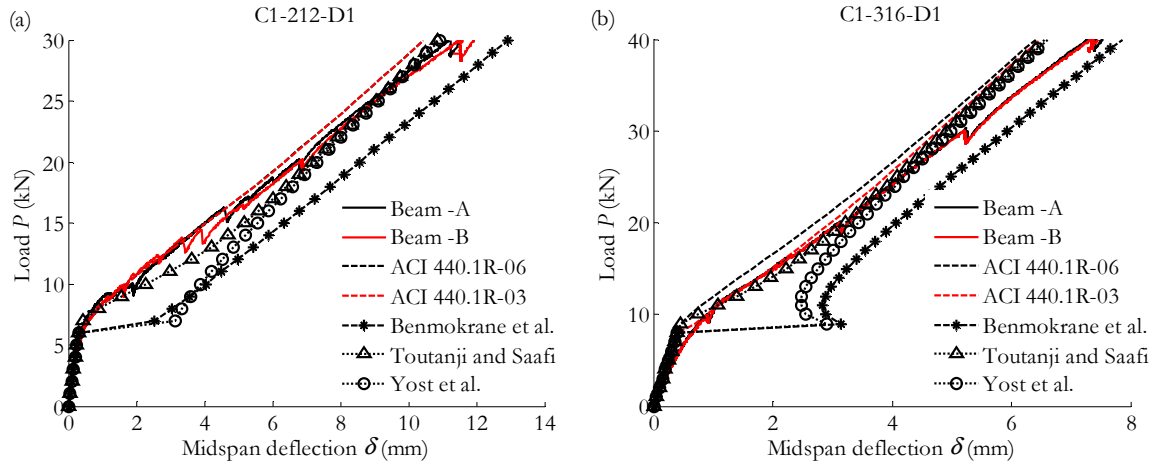 (a)
C1-212-D1
30
25
20
15
10
5
0
Load P (kN)
0 2 4 6 8 10 12 14
Midspan deflection δ (mm)
Beam -A
Beam -B
ACI 440.1R-06
ACI 440.1R-03
Benmokrane et al.
Toutanji and Saafi
Yost et al.
(b)
C1-316-D1
40
30
20
10
0
Load P (kN)
0 2 4 6 8
Midspan deflection δ (mm)
Beam -A
Beam -B
ACI 440.1R-06
ACI 440.1R-03
Benmokrane et al.
Toutanji and Saafi
Yost et al.